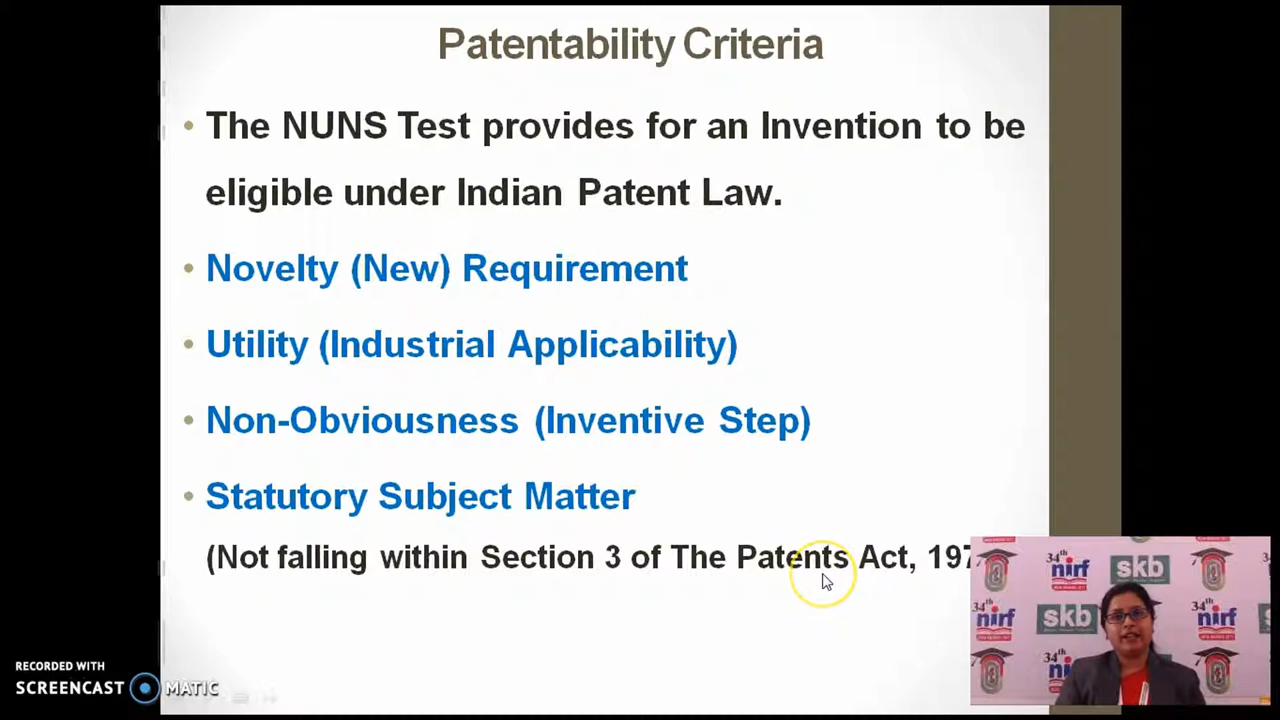 Patentability Criteria
• The NUNS Test provides for an Invention to be
eligible under Indian Patent Law.
• Novelty (New) Requirement
• Utility (Industrial Applicability)
• Non-Obviousness (Inventive Step)
• Statutory Subject Matter
(Not falling within Section 3 of The Patents Act, 197
34th
nirf
skb
34th
nirf
skb
34th
nirf
34th
RECORDED WITH
SCREENCAST MATIC